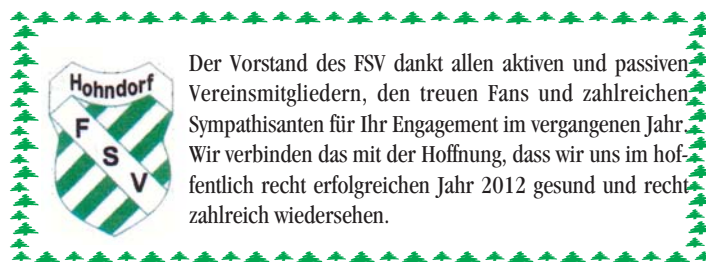 Hohndorf
F
S
V
Der Vorstand des FSV dankt allen aktiven und passiven
Vereinsmitgliedern, den treuen Fans und zahlreichen
Sympathisanten für Ihr Engagement im vergangenen Jahr.
Wir verbinden das mit der Hoffnung, dass wir uns im hof-
fentlich recht erfolgreichen Jahr 2012 gesund und recht
zahlreich wiedersehen.